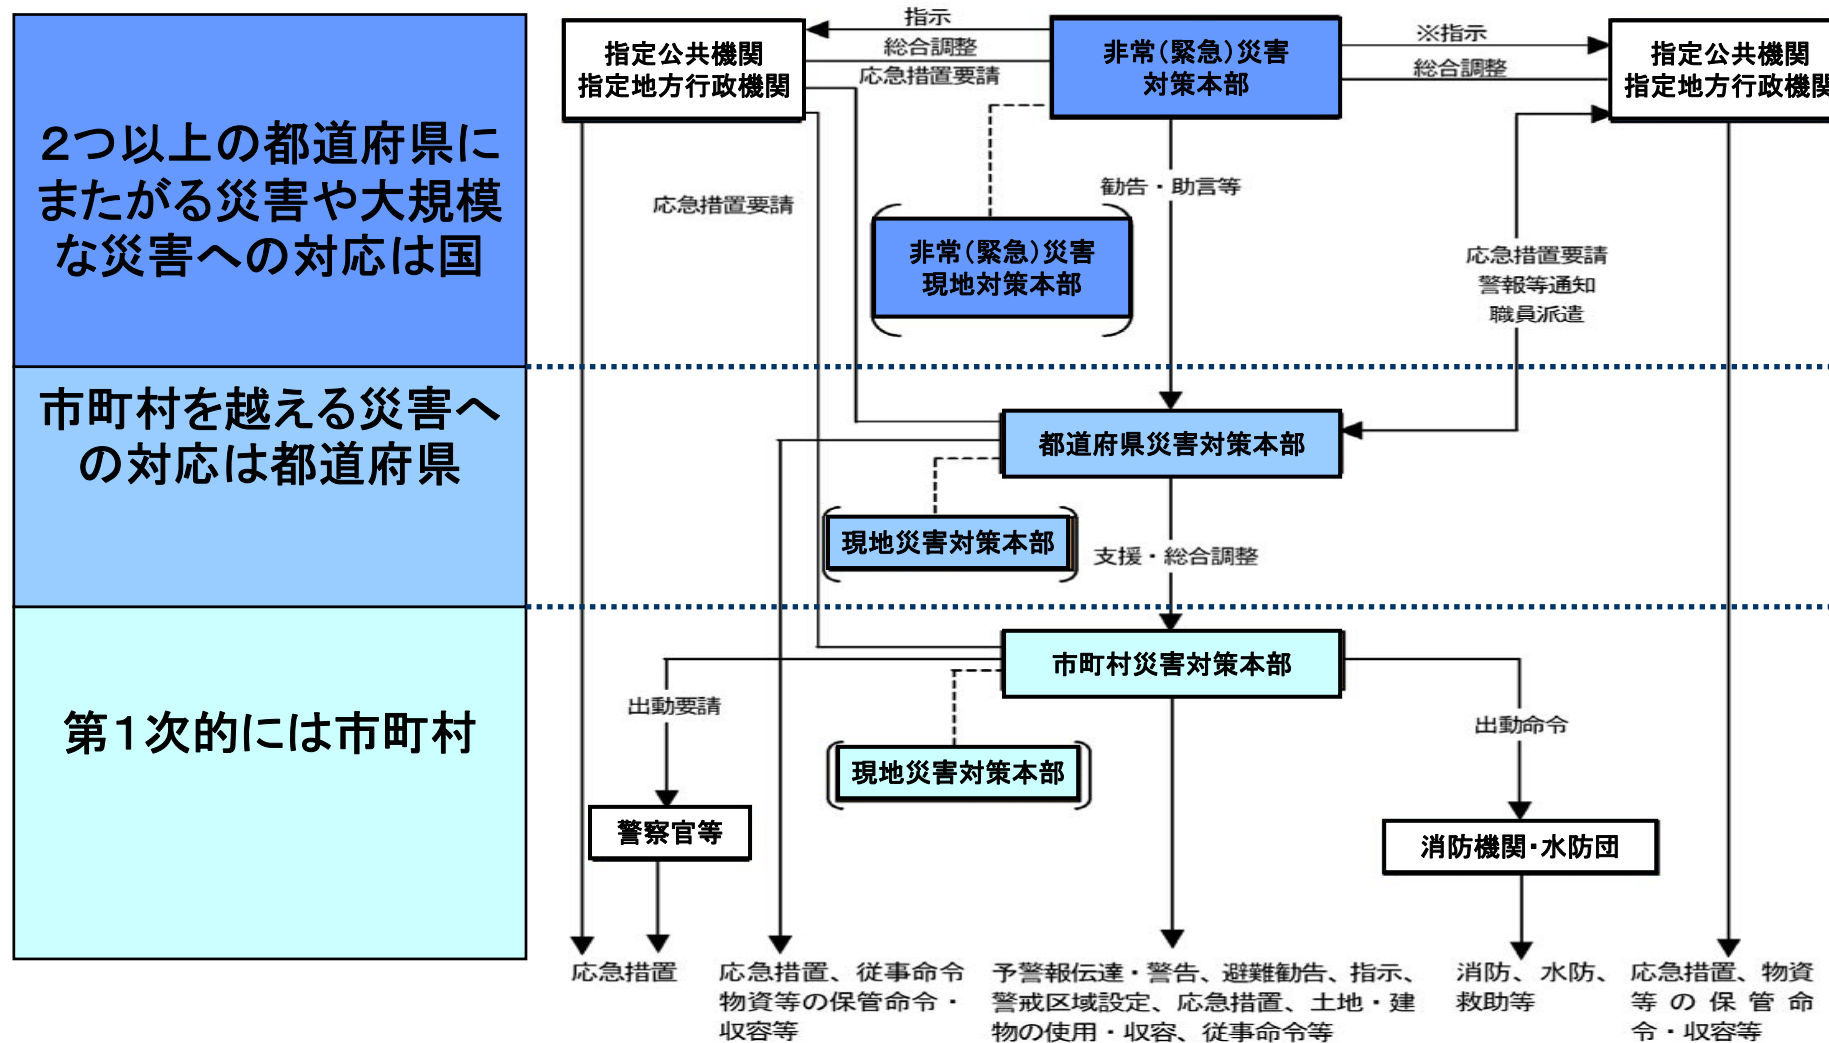 2つ以上の都道府県に
またがる災害や大規模
な災害への対応は国
市町村を越える災害へ
の対応は都道府県
第1次的には市町村
指定公共機関
指定地方行政機関
指示
総合調整
応急措置要請
非常(緊急)災害
対策本部
※指示
総合調整
指定公共機関
指定地方行政機関
応急措置要請
勧告・助言等
非常(緊急)災害
現地対策本部
応急措置要請
警報等通知
職員派遣
都道府県災害対策本部
現地災害対策本部
支援・総合調整
市町村災害対策本部
出動要請
出動命令
現地災害対策本部
警察官等
消防機関・水防団
応急措置
応急措置、従事命令
物資等の保管命令・
収容等
予警報伝達・警告、避難勧告、指示、
警戒区域設定、応急措置、土地・建
物の使用・収容、従事命令等
消防、水防、
救助等
応急措置、物資
等の保管命
令・収容等